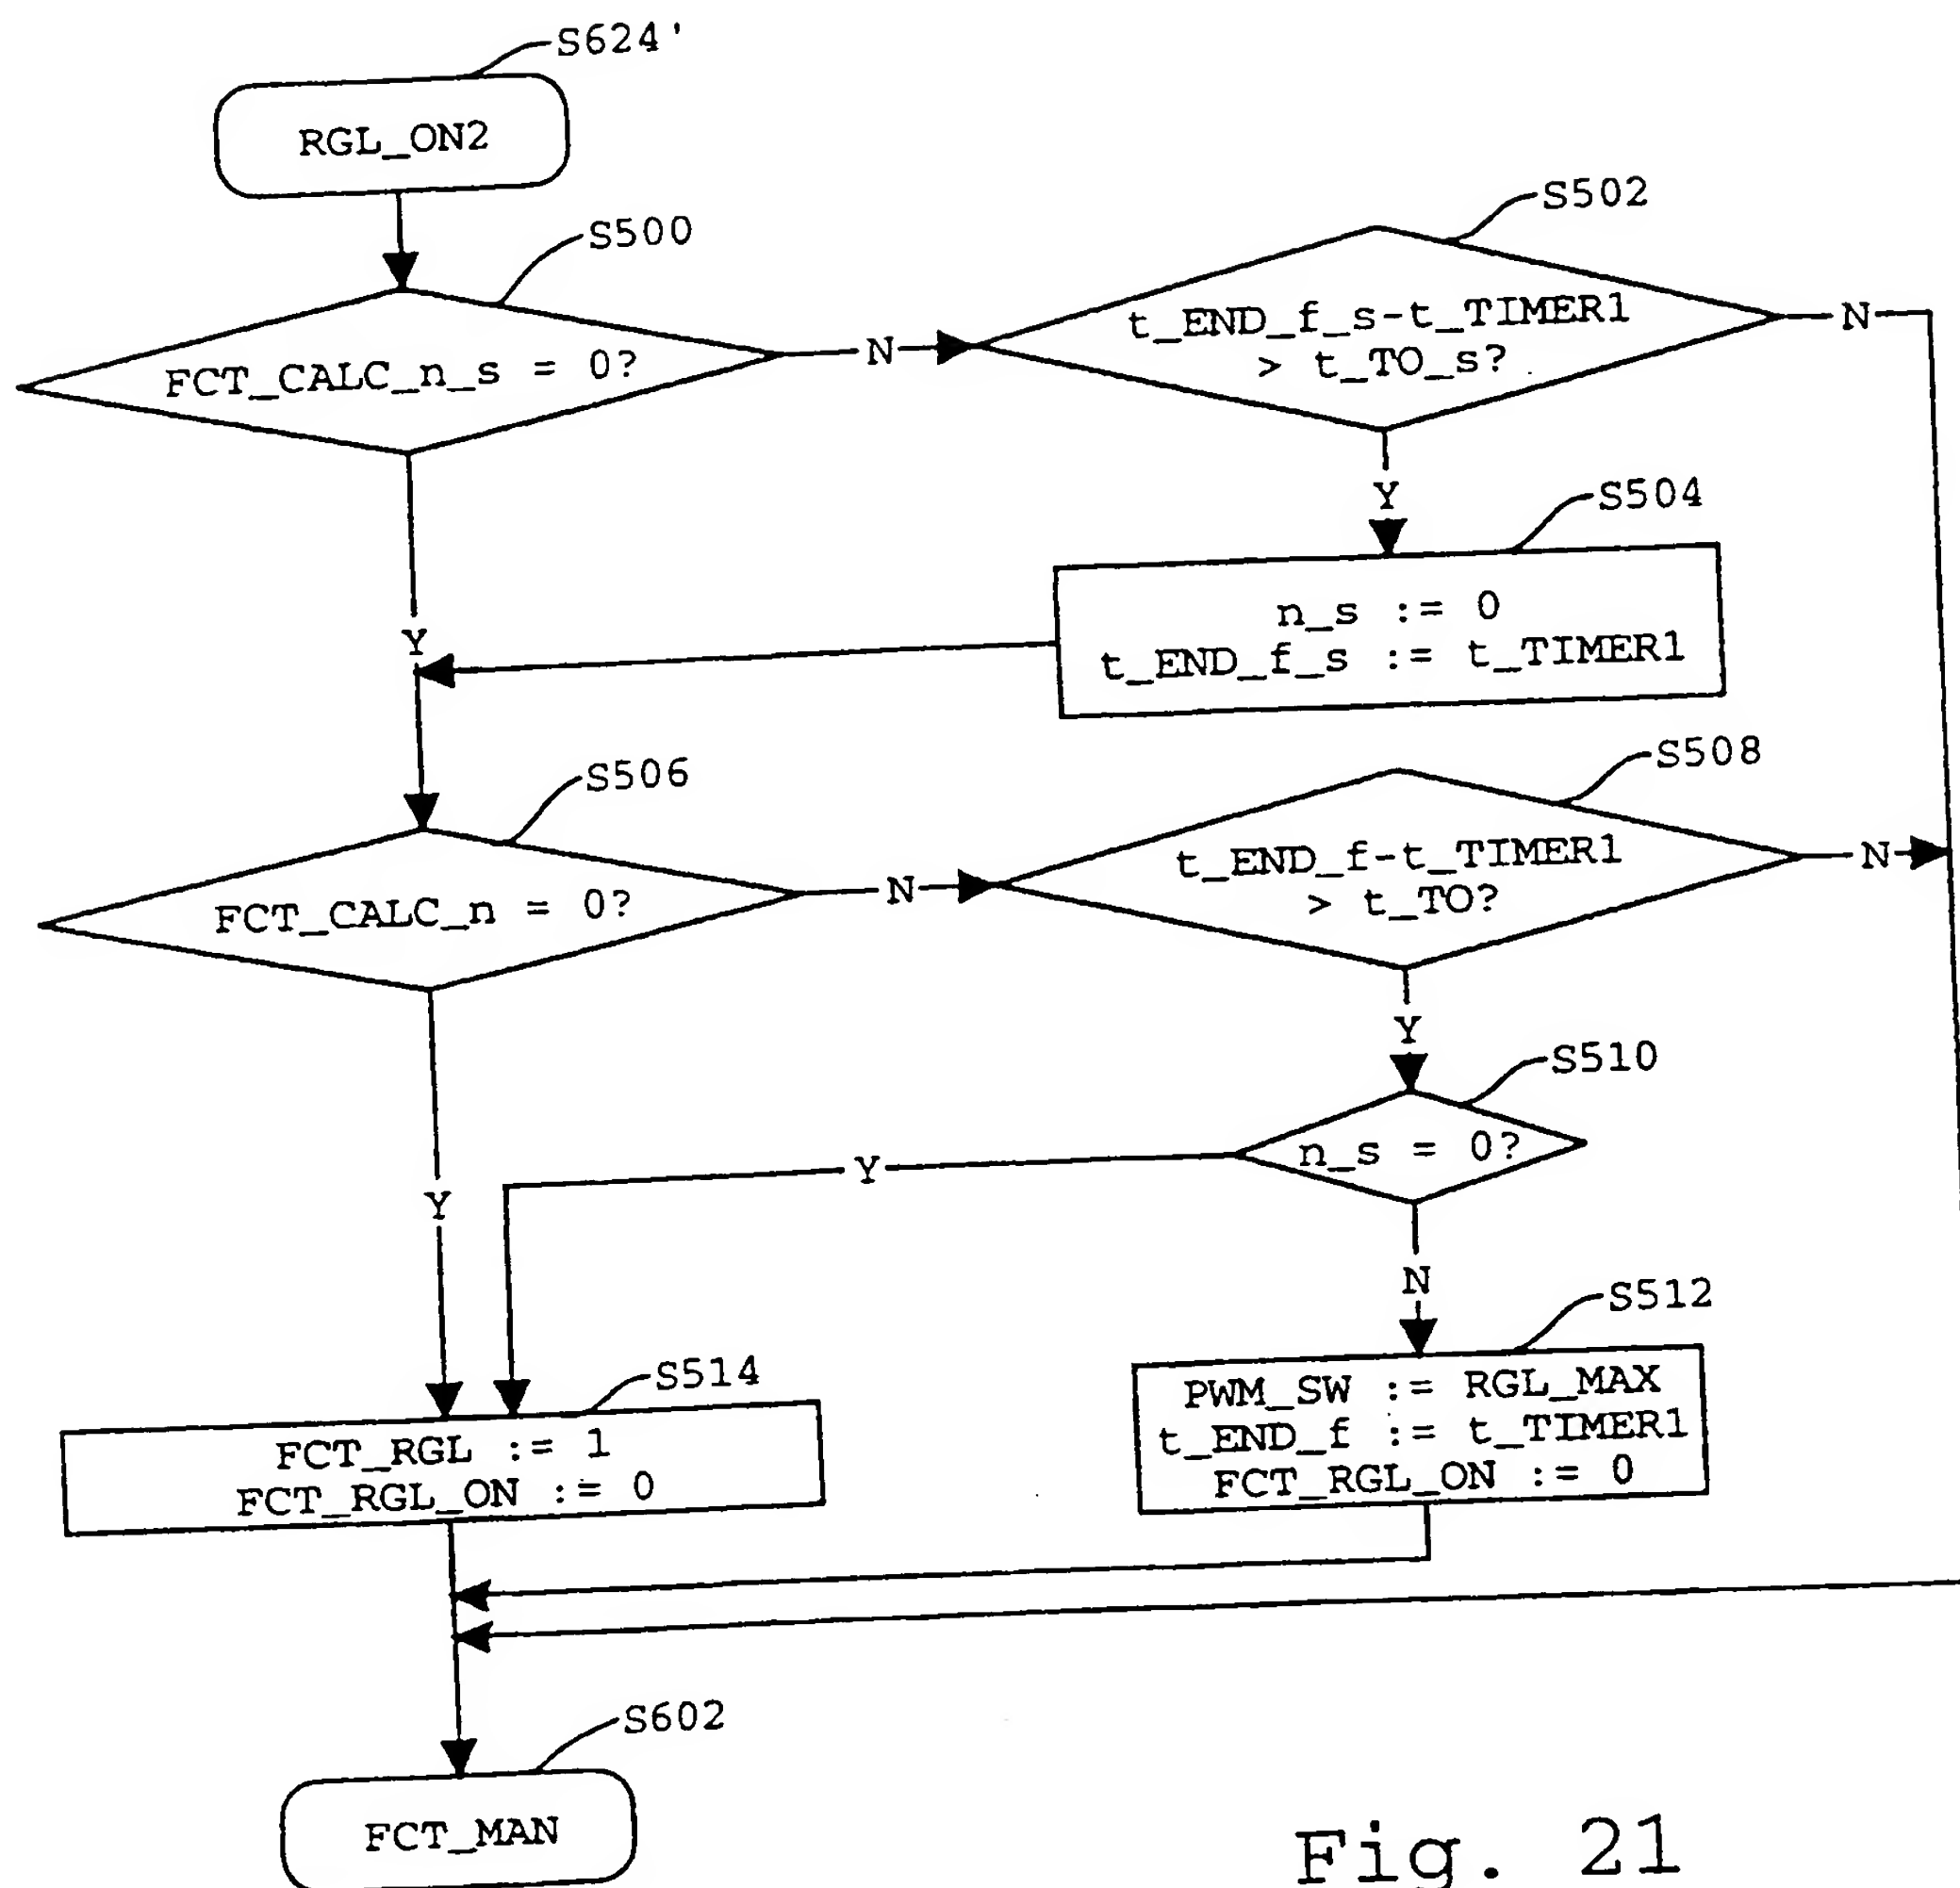 S624'
RGL_ON2
S500
S502
FCT_CALC_n_s = 0?
N
t_END_f_s-t_TIMER1
> t_TO_s?
N
Y
S504
n_s := 0
t_END_f_s := t_TIMER1
Y
S506
S508
FCT_CALC_n = 0?
N
t_END_f-t_TIMER1
> t_TO?
N
Y
S510
n_s = 0?
Y
Y
N
S512
PWM_SW := RGL_MAX
t_END_f := t_TIMER1
FCT_RGL_ON := 0
S514
FCT_RGL := 1
FCT_RGL_ON := 0
S602
FCT_MAN
Fig. 21